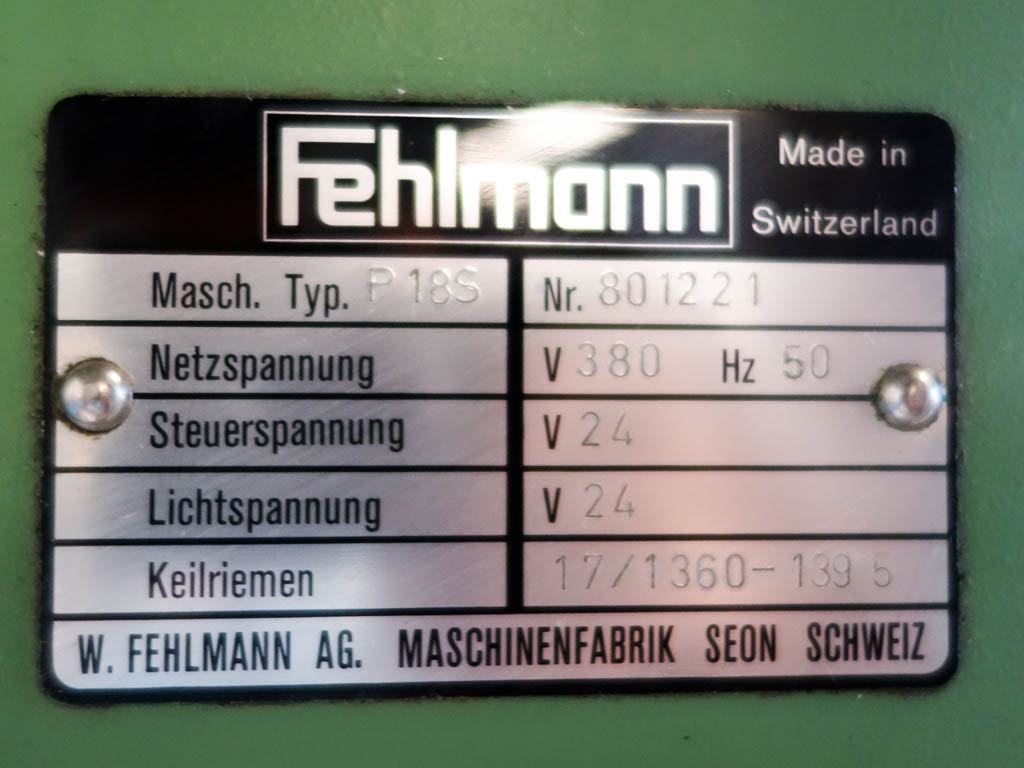 Fehlmann
Made in
Switzerland
Masch. Typ. P 18S Nr. 801221
Netzspannung V 380 Hz 50
Steuerspannung V 24
Lichtspannung V 24
Keilriemen 17/1360-1395
W. FEHLMANN AG. MASCHINENFABRIK SEON SCHWEIZ